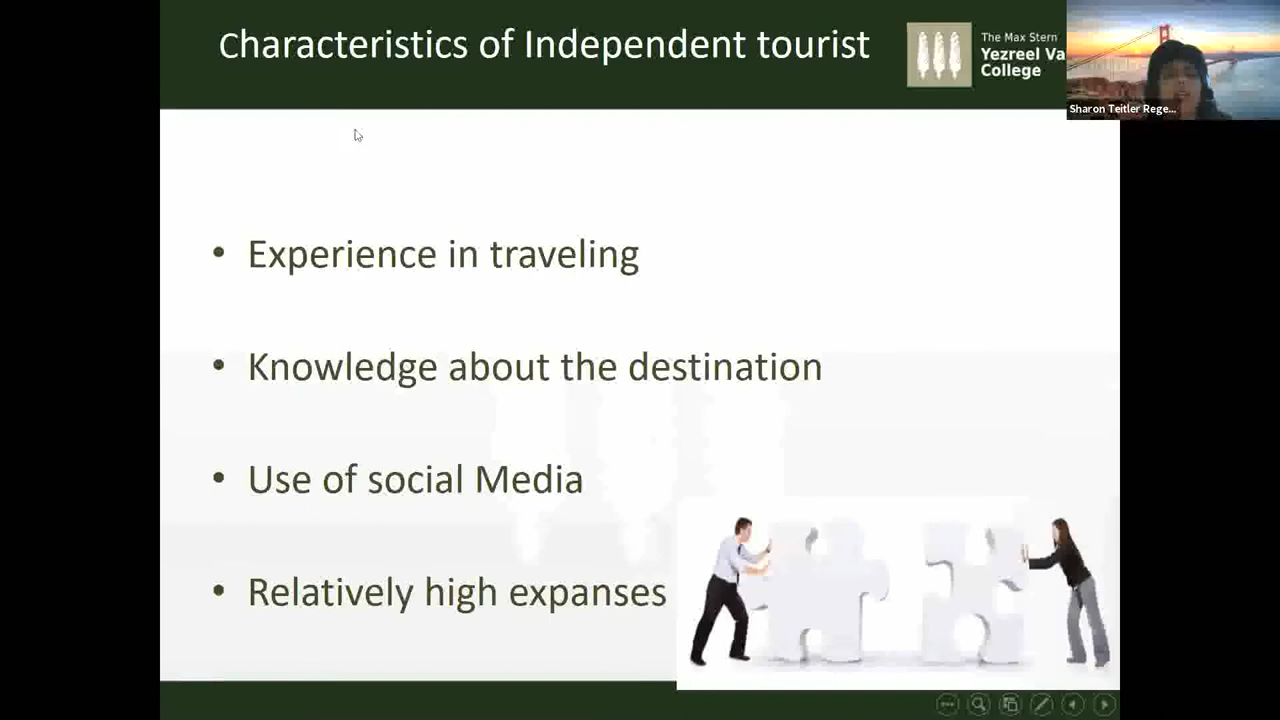 Characteristics of Independent tourist
The Max Stern
Yezreel Va
College
Sharon Teitler Rege...
• Experience in traveling
• Knowledge about the destination
• Use of social Media
• Relatively high expanses